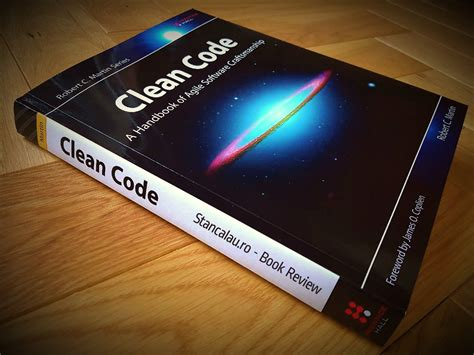 Robert C. Martin Series
Clean Code
A Handbook of Agile Software Craftsmanship
Robert C. Martin
Foreword by James O. Coplien
Martin
Clean Code
Stancalau.ro - Book Review
HALL